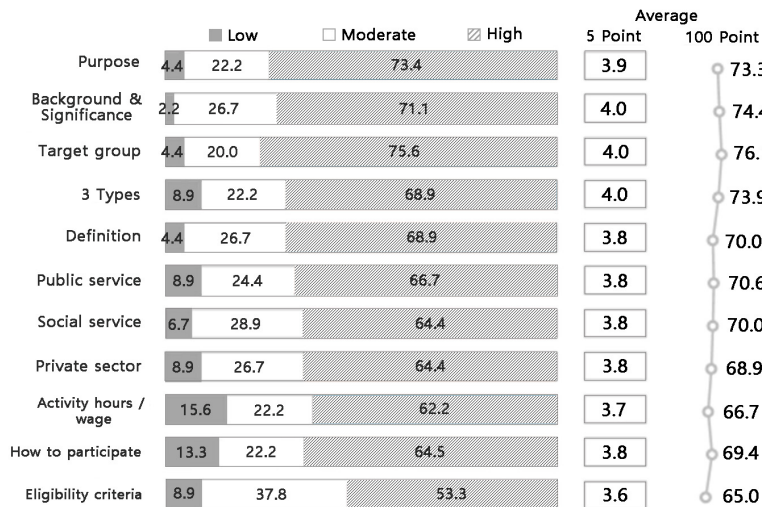 Average
Low Moderate High 5 Point 100 Point
Purpose 4.4 22.2 73.4 3.9 73.3
Background &
Significance 2.2 26.7 71.1 4.0 74.4
Target group 4.4 20.0 75.6 4.0 76.
3 Types 8.9 22.2 68.9 4.0 73.9
Definition 4.4 26.7 68.9 3.8 70.0
Public service 8.9 24.4 66.7 3.8 70.6
Social service 6.7 28.9 64.4 3.8 70.0
Private sector 8.9 26.7 64.4 3.8 68.9
Activity hours /
wage 15.6 22.2 62.2 3.7 66.7
How to participate 13.3 22.2 64.5 3.8 69.4
Eligibility criteria 8.9 37.8 53.3 3.6 65.0